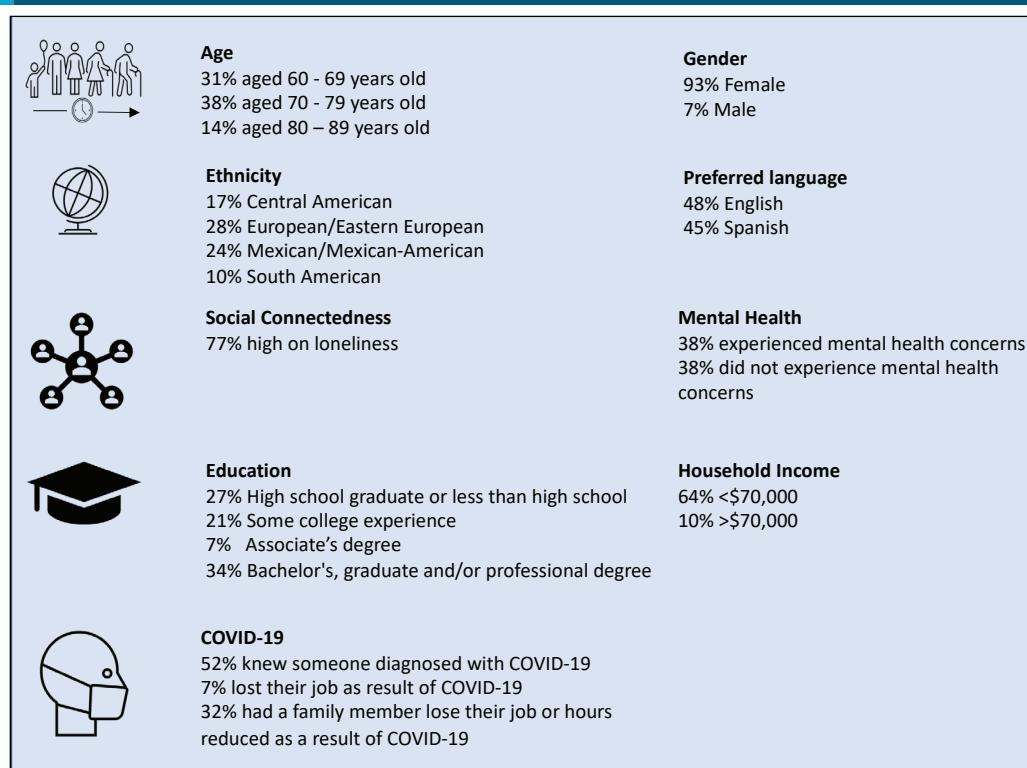 Age
31% aged 60 - 69 years old
38% aged 70 - 79 years old
14% aged 80 – 89 years old
Gender
93% Female
7% Male
Ethnicity
17% Central American
28% European/Eastern European
24% Mexican/Mexican-American
10% South American
Preferred language
48% English
45% Spanish
Social Connectedness
77% high on loneliness
Mental Health
38% experienced mental health concerns
38% did not experience mental health
concerns
Education
27% High school graduate or less than high school
21% Some college experience
7% Associate’s degree
34% Bachelor's, graduate and/or professional degree
Household Income
64% <$70,000
10% >$70,000
COVID-19
52% knew someone diagnosed with COVID-19
7% lost their job as result of COVID-19
32% had a family member lose their job or hours
reduced as a result of COVID-19